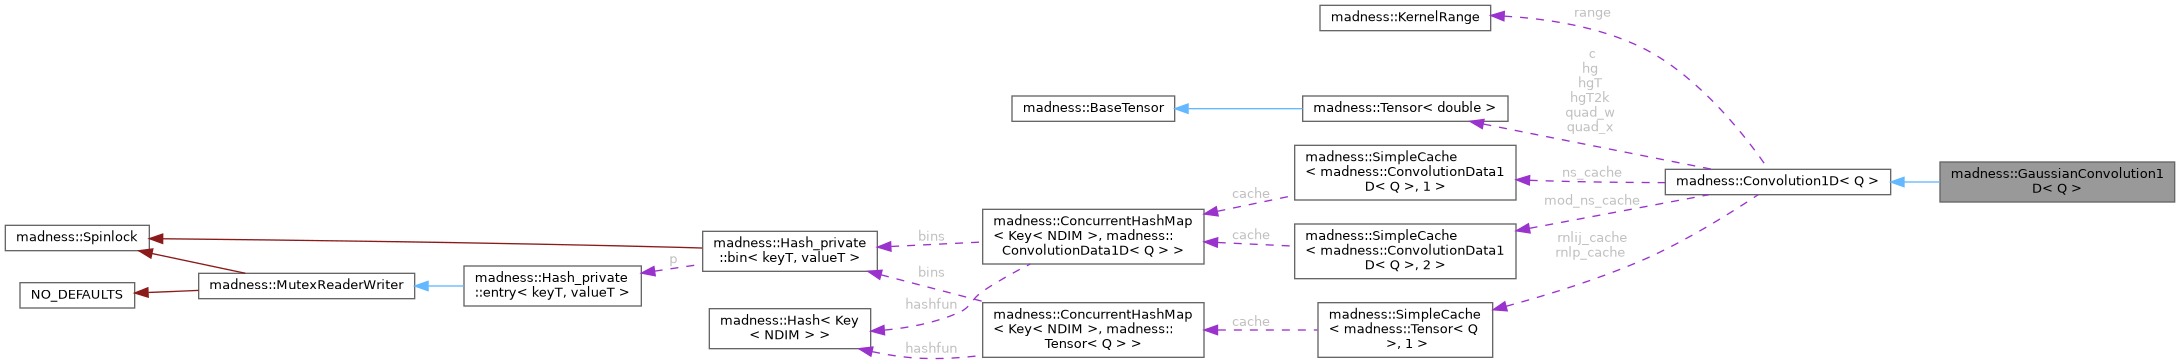 madness::KernelRange
range
c
hg
hgT
hgT2k
quad_w
quad_x
madness::BaseTensor
madness::Tensor< double >
madness::SimpleCache
< madness::ConvolutionData1
D< Q >, 1 >
ns_cache
madness::Convolution1D< Q >
madness::GaussianConvolution1
D< Q >
cache
mod_ns_cache
madness::ConcurrentHashMap
< Key< NDIM >, madness::
ConvolutionData1D< Q > >
cache
madness::SimpleCache
< madness::ConvolutionData1
D< Q >, 2 >
rnlij_cache
rnlp_cache
madness::Spinlock
madness::Hash_private
::bin< keyT, valueT >
bins
p
bins
madness::Hash_private
::entry< keyT, valueT >
madness::MutexReaderWriter
NO_DEFAULTS
hashfun
madness::Hash< Key
< NDIM > >
madness::ConcurrentHashMap
< Key< NDIM >, madness::
Tensor< Q > >
cache
madness::SimpleCache
< madness::Tensor< Q
>, 1 >
hashfun